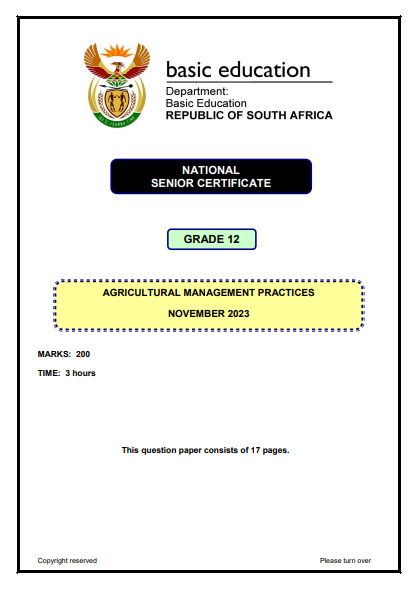 basic education
Department:
Basic Education
REPUBLIC OF SOUTH AFRICA
NATIONAL
SENIOR CERTIFICATE
GRADE 12
AGRICULTURAL MANAGEMENT PRACTICES
NOVEMBER 2023
MARKS: 200
TIME: 3 hours
This question paper consists of 17 pages.
Copyright reserved
Please turn over